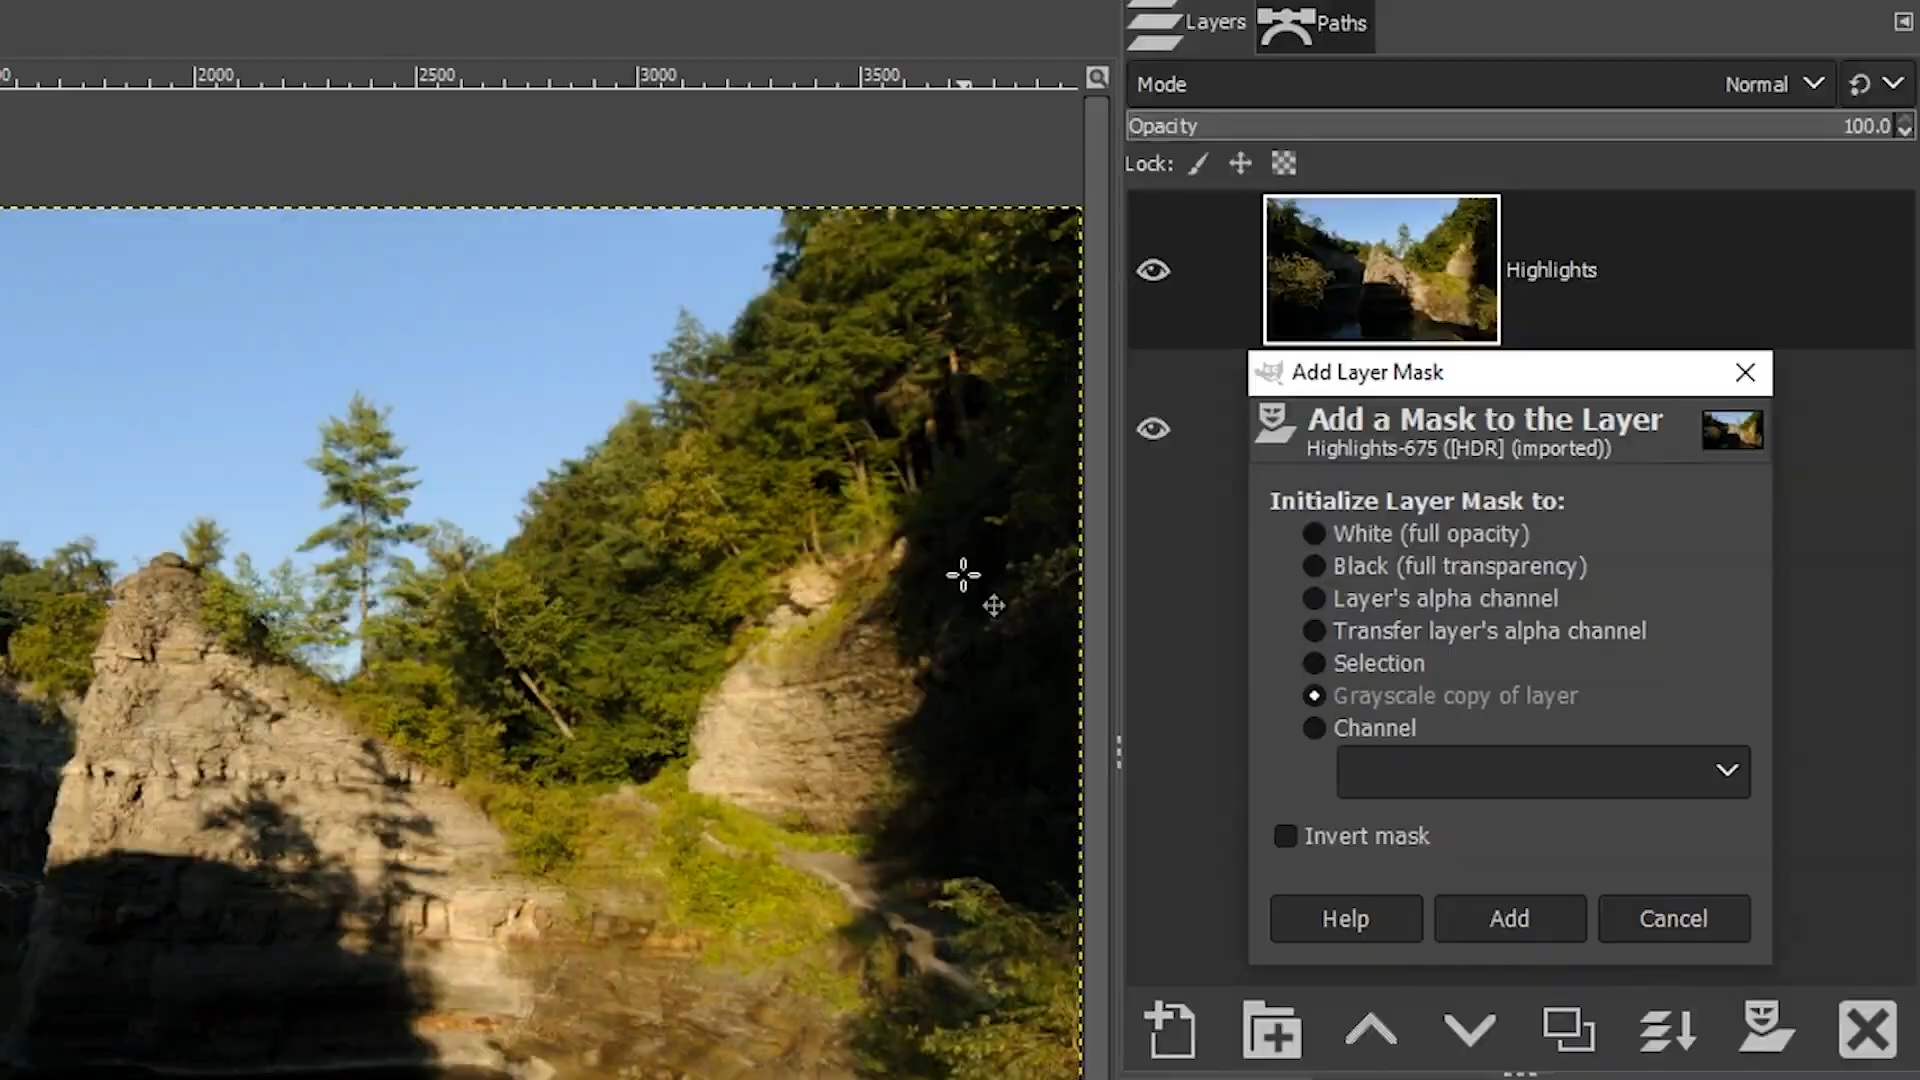 Layers
Paths
2000
2500
3000
3500
Mode
Normal
Opacity
100.0
Lock:
Highlights
Add Layer Mask
Add a Mask to the Layer
Highlights-675 ([HDR] (imported))
Initialize Layer Mask to:
White (full opacity)
Black (full transparency)
Layer's alpha channel
Transfer layer's alpha channel
Selection
Grayscale copy of layer
Channel
Invert mask
Help
Add
Cancel